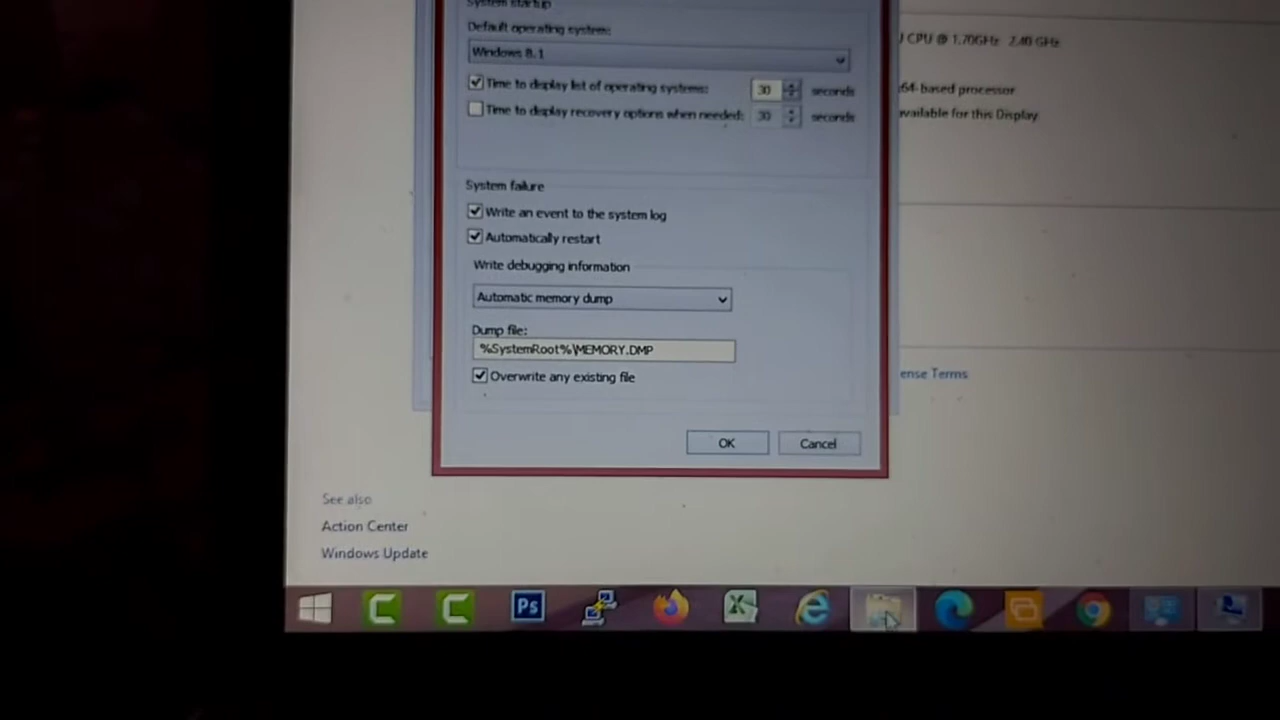 System startup
Default operating system:
Windows 8.1
Time to display list of operating systems: 30 seconds
Time to display recovery options when needed: 30 seconds
System failure
Write an event to the system log
Automatically restart
Write debugging information
Automatic memory dump
Dump file:
%SystemRoot%\MEMORY.DMP
Overwrite any existing file
OK Cancel
CPU @ 1.70GHz 2.40 GHz
x64-based processor
available for this Display
ense Terms
See also
Action Center
Windows Update
Ps